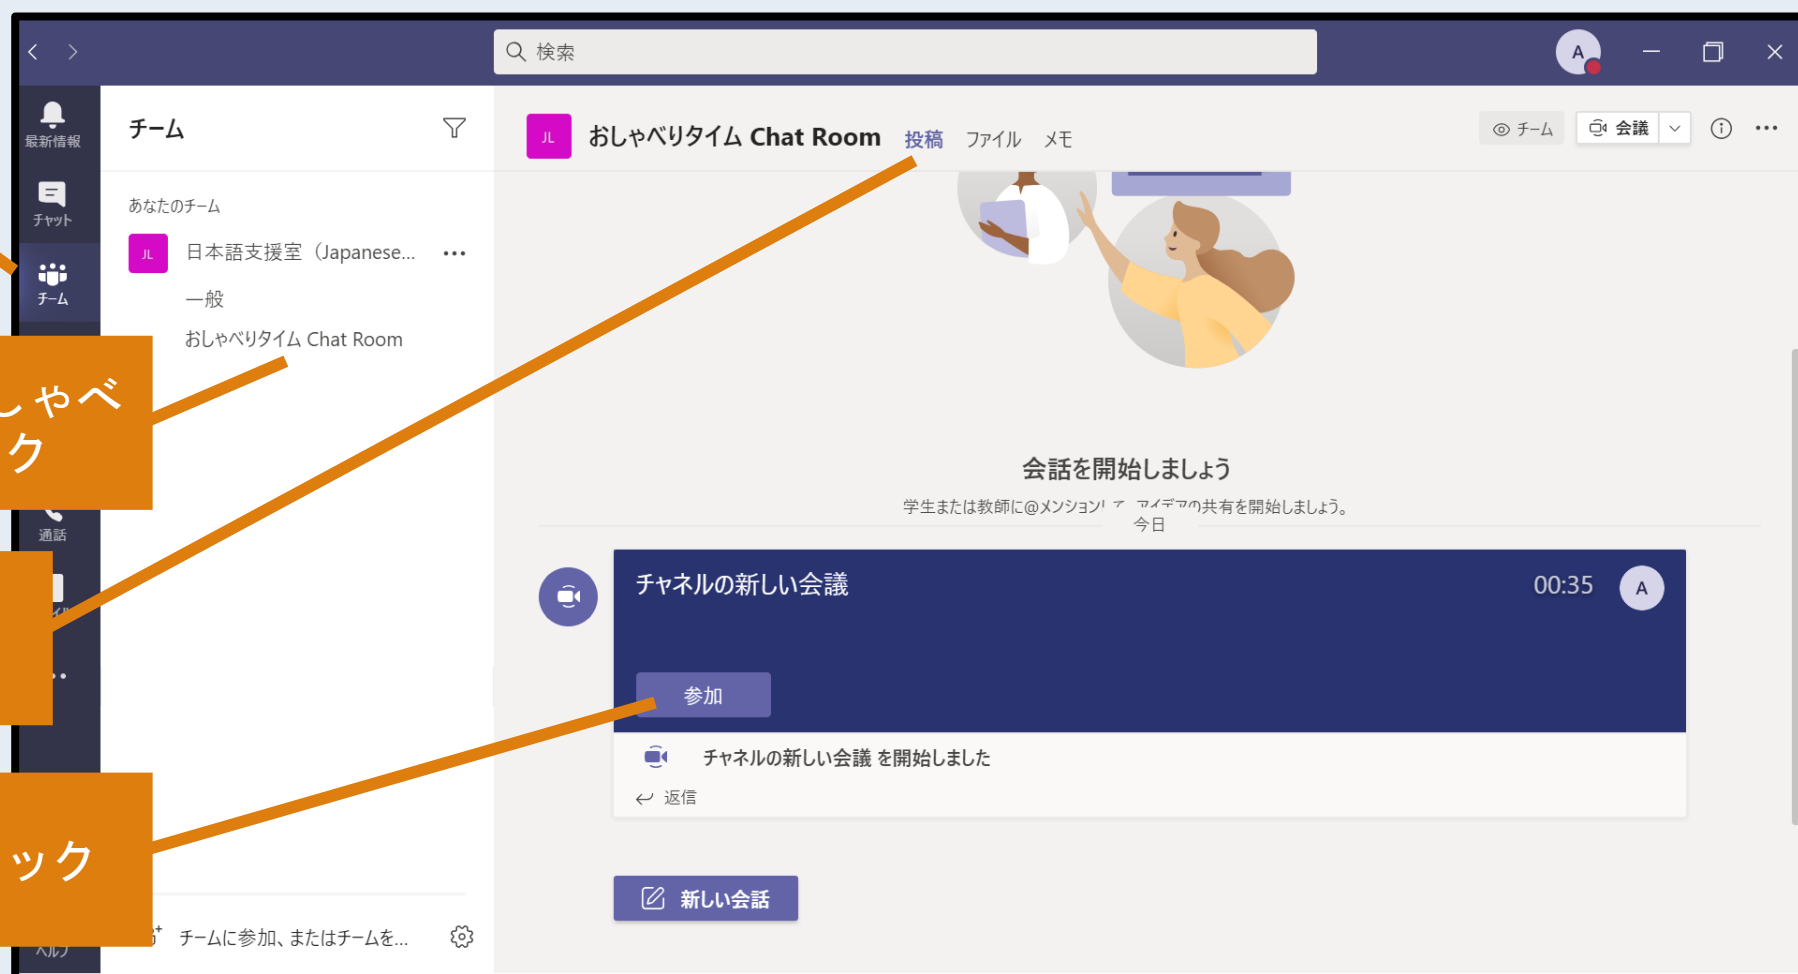 検索
A
最新情報
チャット
チーム
通話
ヘルプ
チーム
あなたのチーム
JL
日本語支援室（Japanese...
一般
おしゃべりタイム Chat Room
しゃべ
ク
ック
チームに参加、またはチームを...
JL
おしゃべりタイム Chat Room 投稿 ファイル メモ
チーム
会議
会話を開始しましょう
学生または教師に@メンションして、アイデアの共有を開始しましょう。
今日
チャネルの新しい会議
00:35
A
参加
チャネルの新しい会議 を開始しました
返信
新しい会話